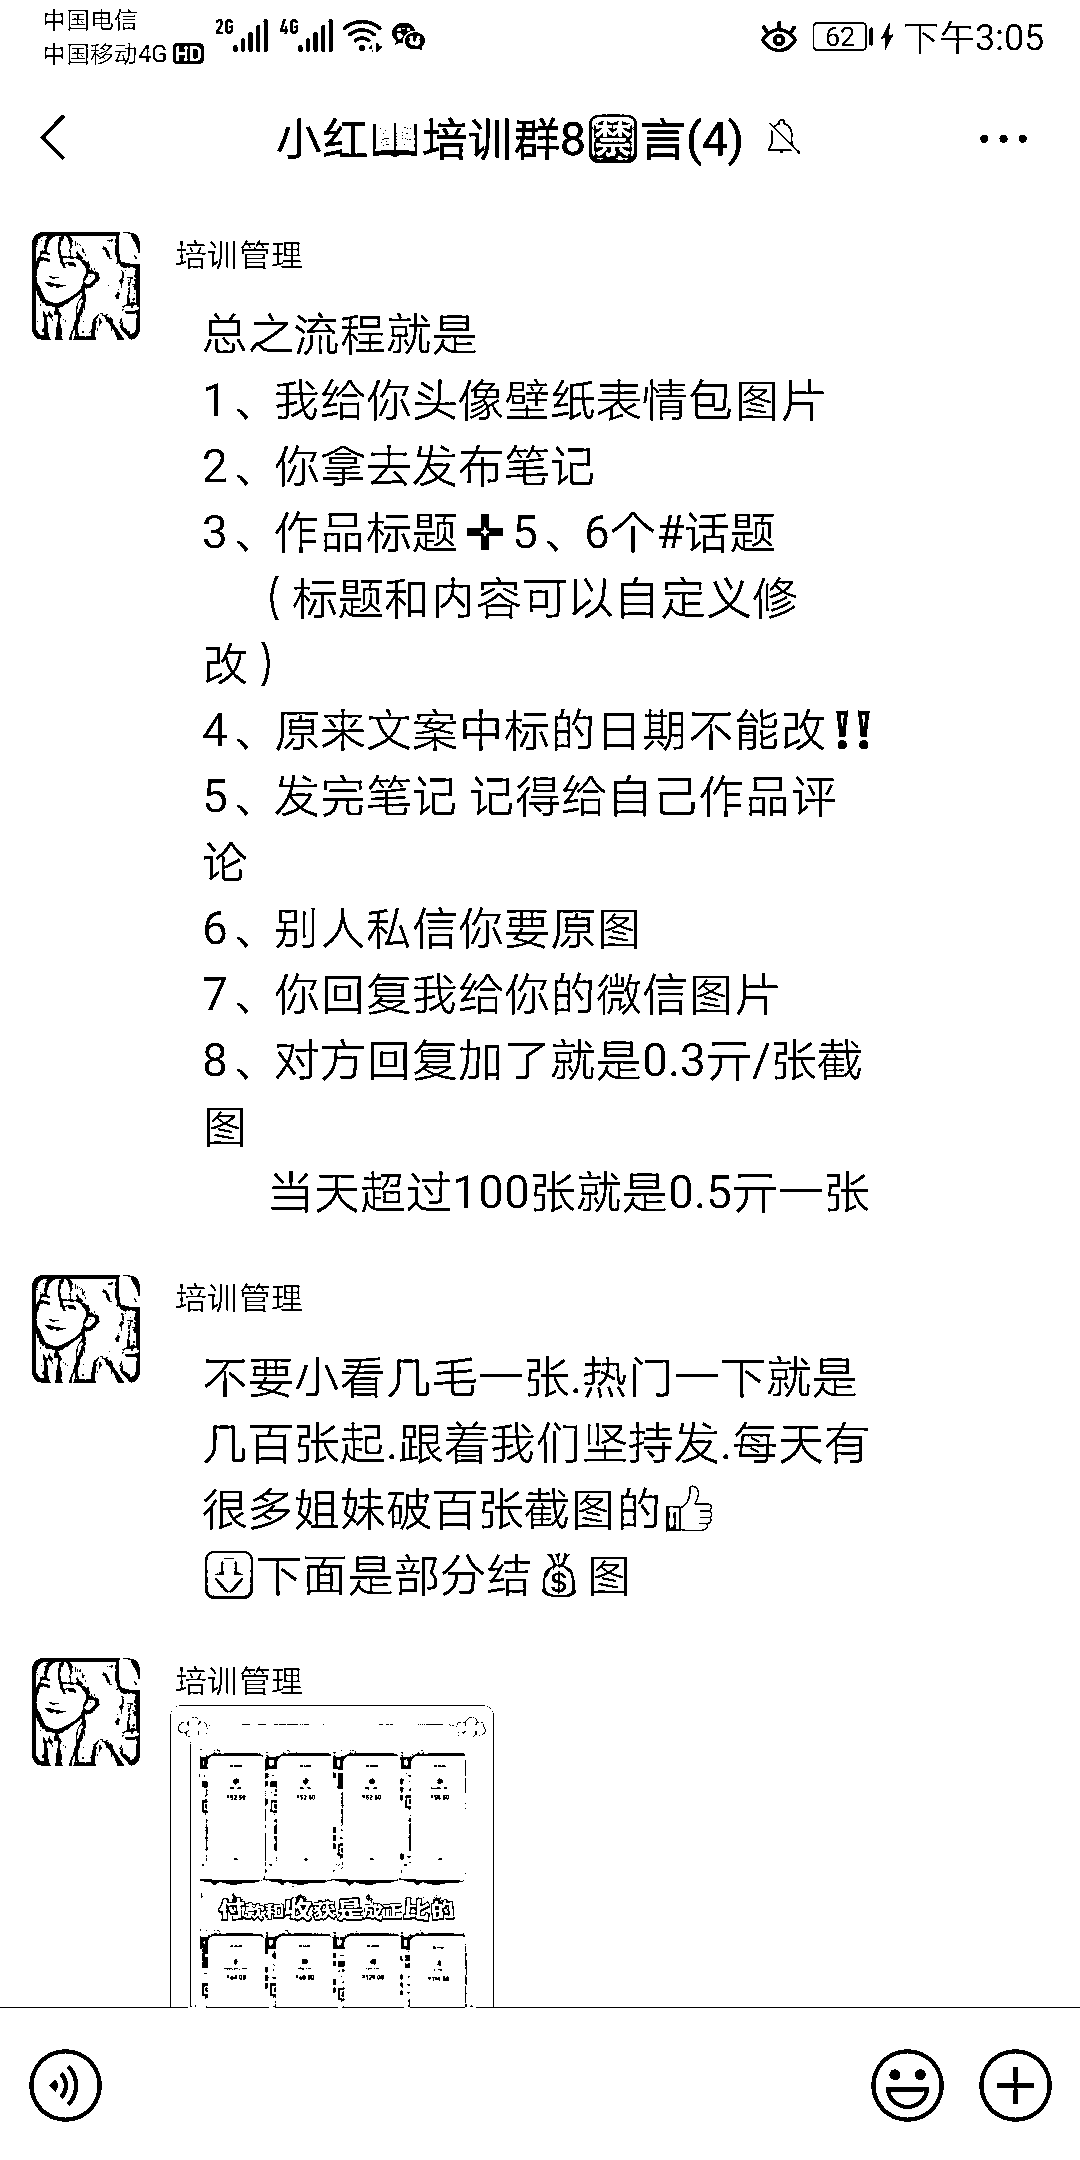 中国电信
中国移动4G HD
2G 4G
62 下午3:05
小红📖培训群8🈲言(4)
培训管理
总之流程就是
1、我给你头像壁纸表情包图片
2、你拿去发布笔记
3、作品标题➕5、6个#话题
（标题和内容可以自定义修
改）
4、原来文案中标的日期不能改‼️
5、发完笔记 记得给自己作品评
论
6、别人私信你要原图
7、你回复我给你的微信图片
8、对方回复加了就是0.3亓/张截
图
当天超过100张就是0.5亓一张
培训管理
不要小看几毛一张.热门一下就是
几百张起.跟着我们坚持发.每天有
很多姐妹破百张截图的👍
⬇️下面是部分结💰图
培训管理
付款和收获是成正比的